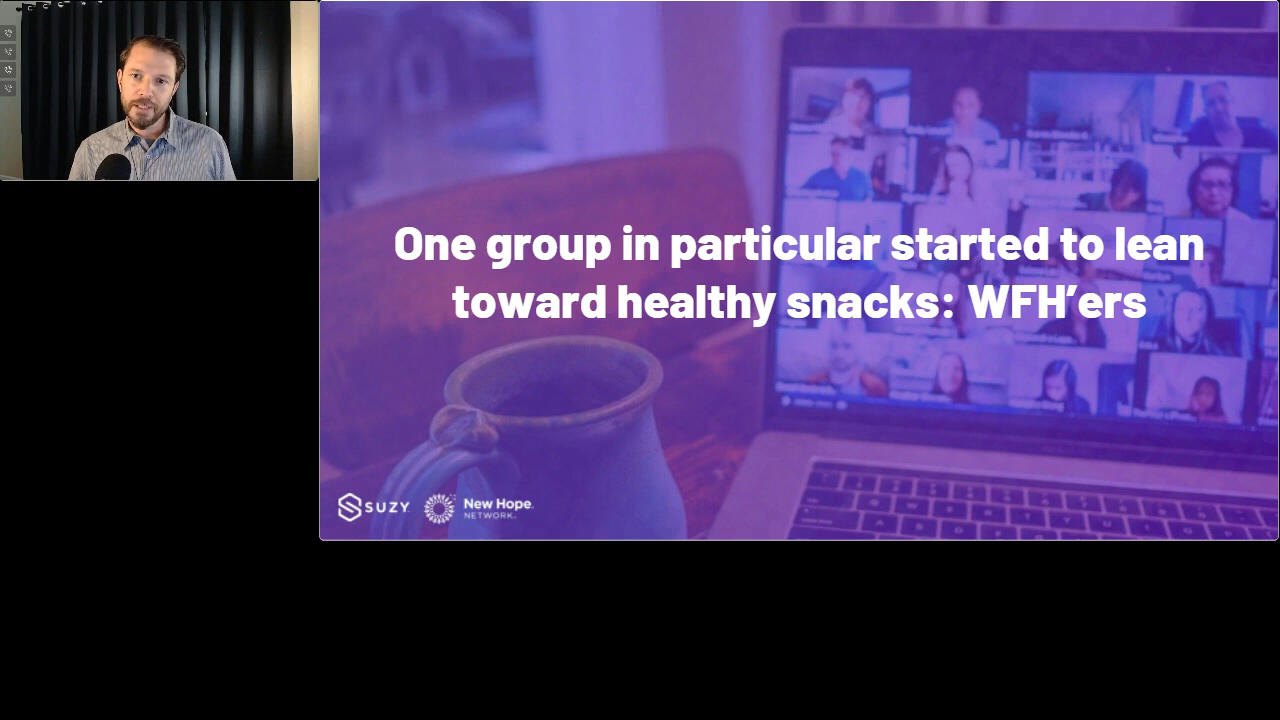 One group in particular started to lean
toward healthy snacks: WFH’ers
SUZY
New Hope
NETWORK